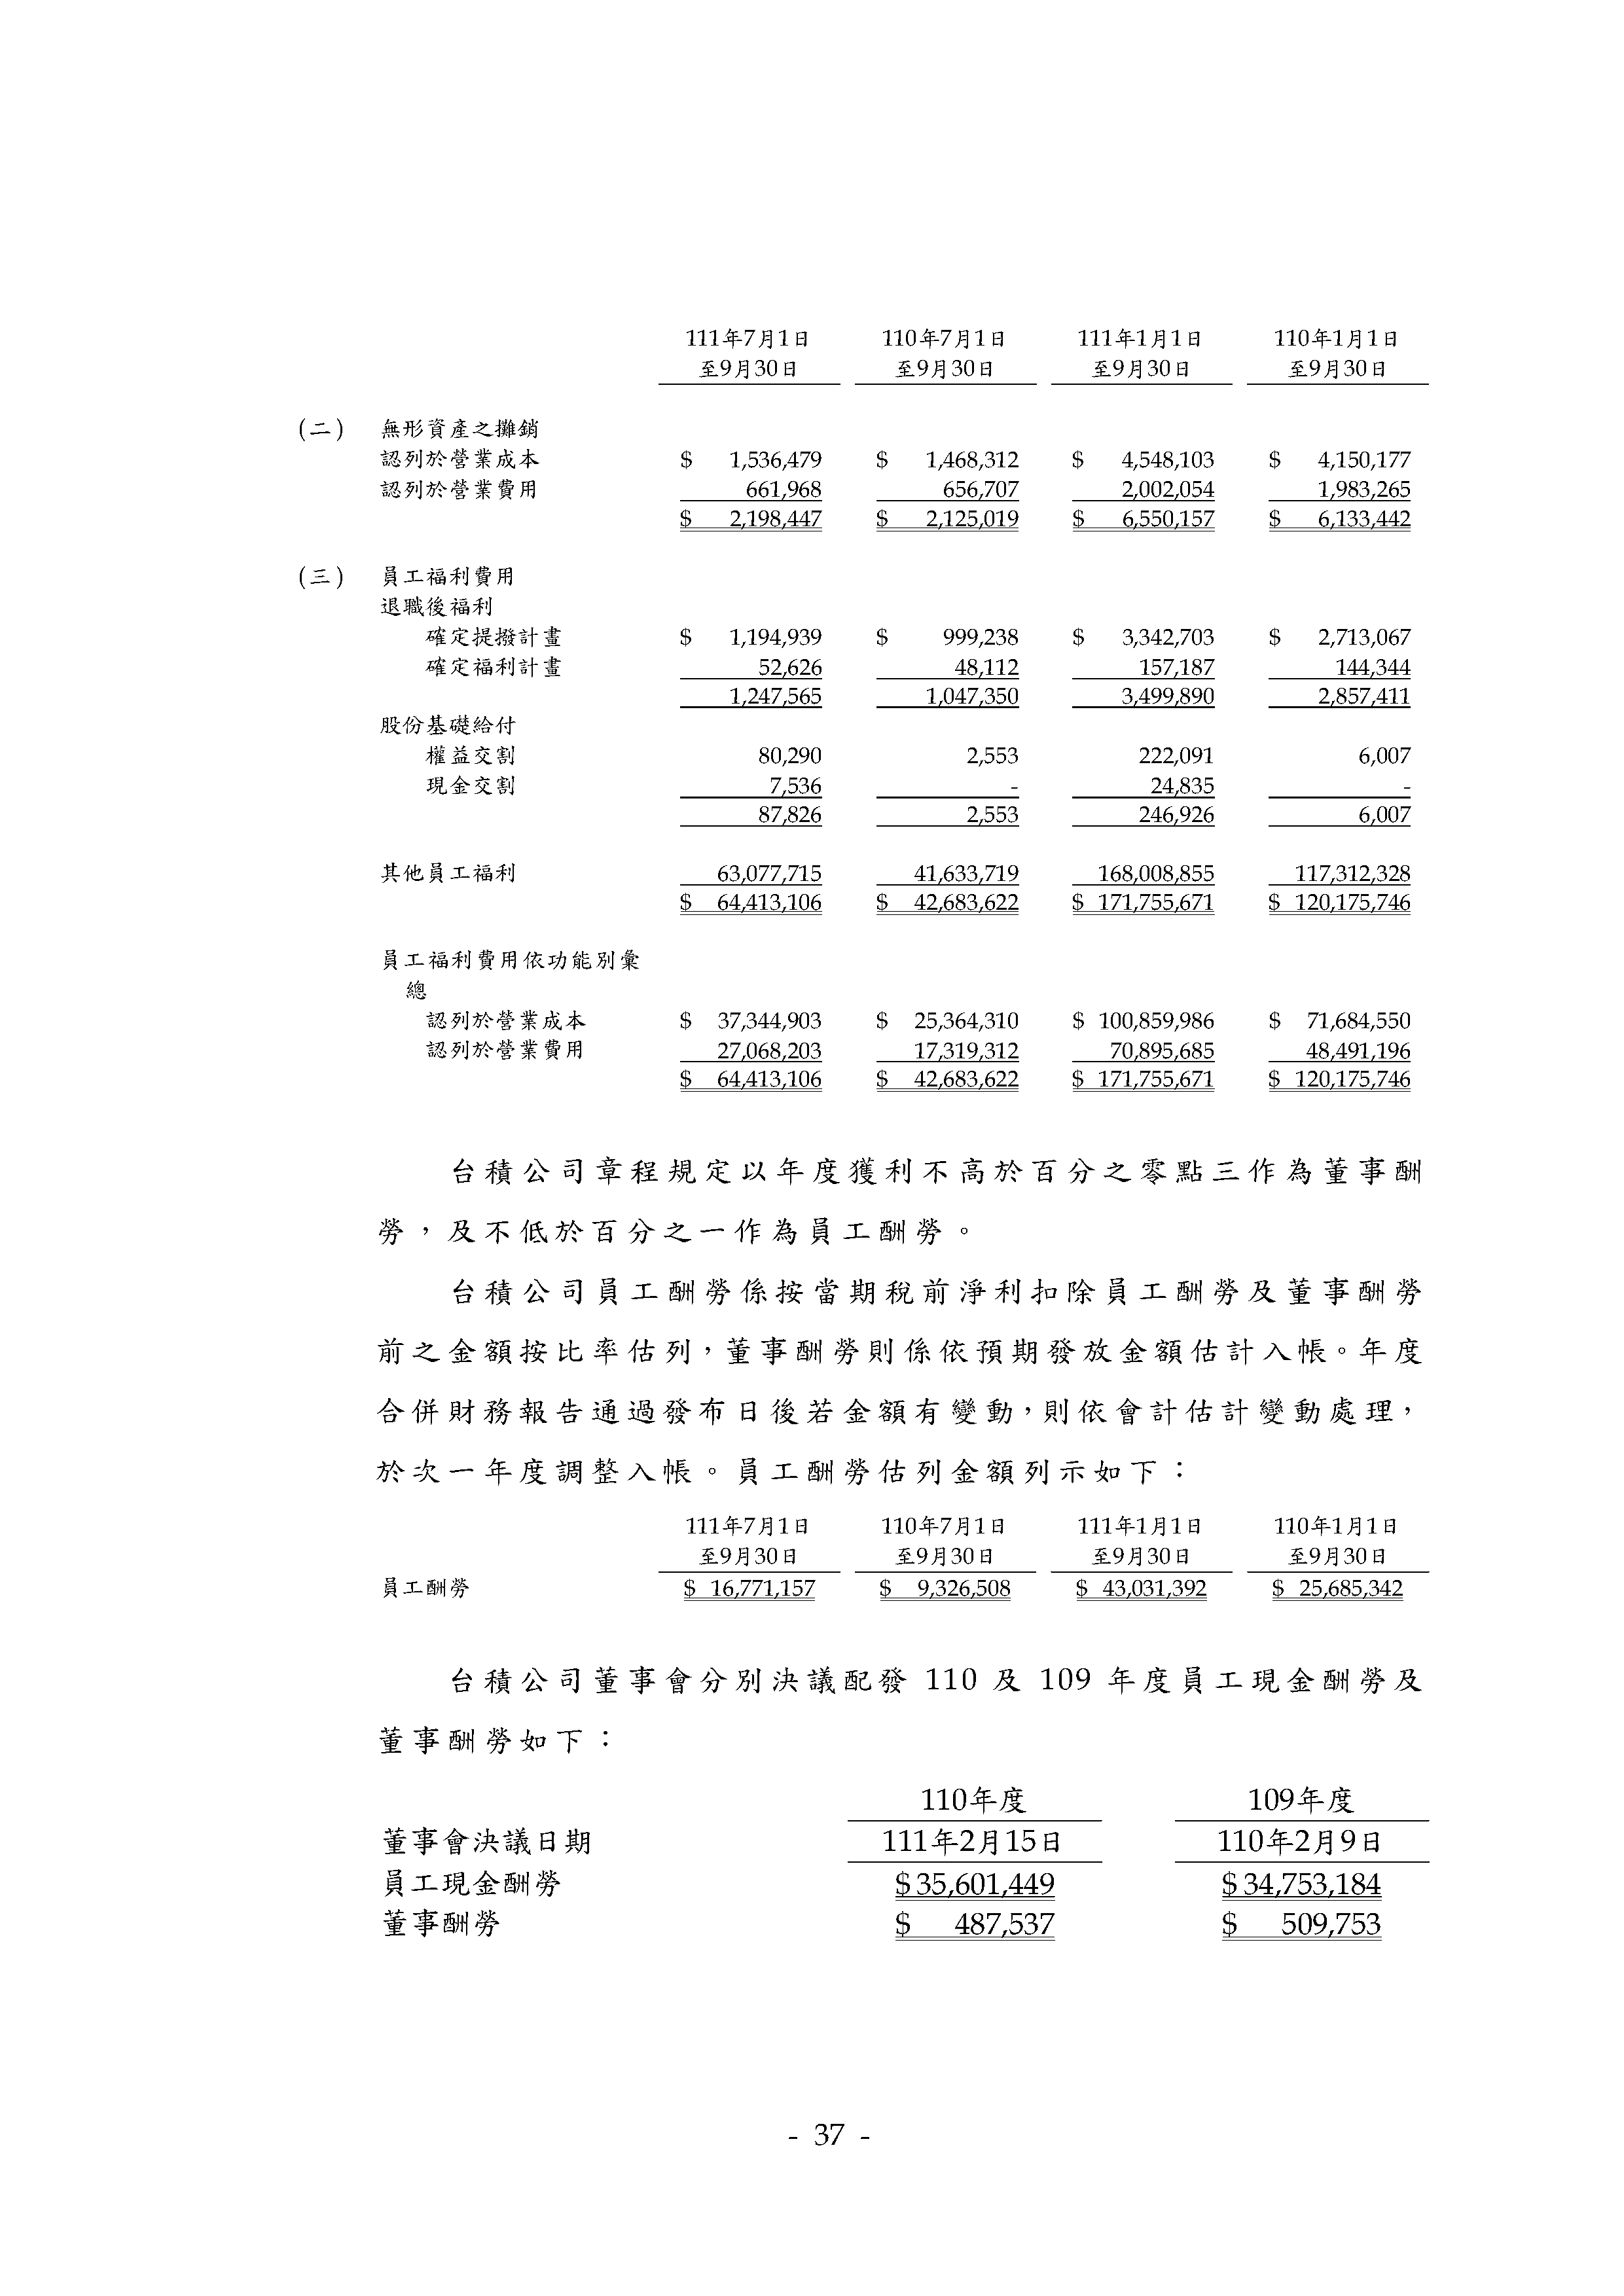 111年7月1日 110年7月1日 111年1月1日 110年1月1日
至9月30日 至9月30日 至9月30日 至9月30日
(二) 無形資產之攤銷
認列於營業成本 $ 1,536,479 $ 1,468,312 $ 4,548,103 $ 4,150,177
認列於營業費用 661,968 656,707 2,002,054 1,983,265
$ 2,198,447 $ 2,125,019 $ 6,550,157 $ 6,133,442
(三) 員工福利費用
退職後福利
確定提撥計畫 $ 1,194,939 $ 999,238 $ 3,342,703 $ 2,713,067
確定福利計畫 52,626 48,112 157,187 144,344
1,247,565 1,047,350 3,499,890 2,857,411
股份基礎給付
權益交割 80,290 2,553 222,091 6,007
現金交割 7,536 - 24,835 -
87,826 2,553 246,926 6,007
其他員工福利 63,077,715 41,633,719 168,008,855 117,312,328
$ 64,413,106 $ 42,683,622 $ 171,755,671 $ 120,175,746
員工福利費用依功能別彙
總
認列於營業成本 $ 37,344,903 $ 25,364,310 $ 100,859,986 $ 71,684,550
認列於營業費用 27,068,203 17,319,312 70,895,685 48,491,196
$ 64,413,106 $ 42,683,622 $ 171,755,671 $ 120,175,746
台積公司章程規定以年度獲利不高於百分之零點三作為董事酬
勞，及不低於百分之一作為員工酬勞。
台積公司員工酬勞係按當期稅前淨利扣除員工酬勞及董事酬勞
前之金額按比率估列，董事酬勞則係依預期發放金額估計入帳。年度
合併財務報告通過發布日後若金額有變動，則依會計估計變動處理，
於次一年度調整入帳。員工酬勞估列金額列示如下：
111年7月1日 110年7月1日 111年1月1日 110年1月1日
至9月30日 至9月30日 至9月30日 至9月30日
員工酬勞 $ 16,771,157 $ 9,326,508 $ 43,031,392 $ 25,685,342
台積公司董事會分別決議配發 110 及 109 年度員工現金酬勞及
董事酬勞如下：
110年度 109年度
董事會決議日期 111年2月15日 110年2月9日
員工現金酬勞 $ 35,601,449 $ 34,753,184
董事酬勞 $ 487,537 $ 509,753
- 37 -